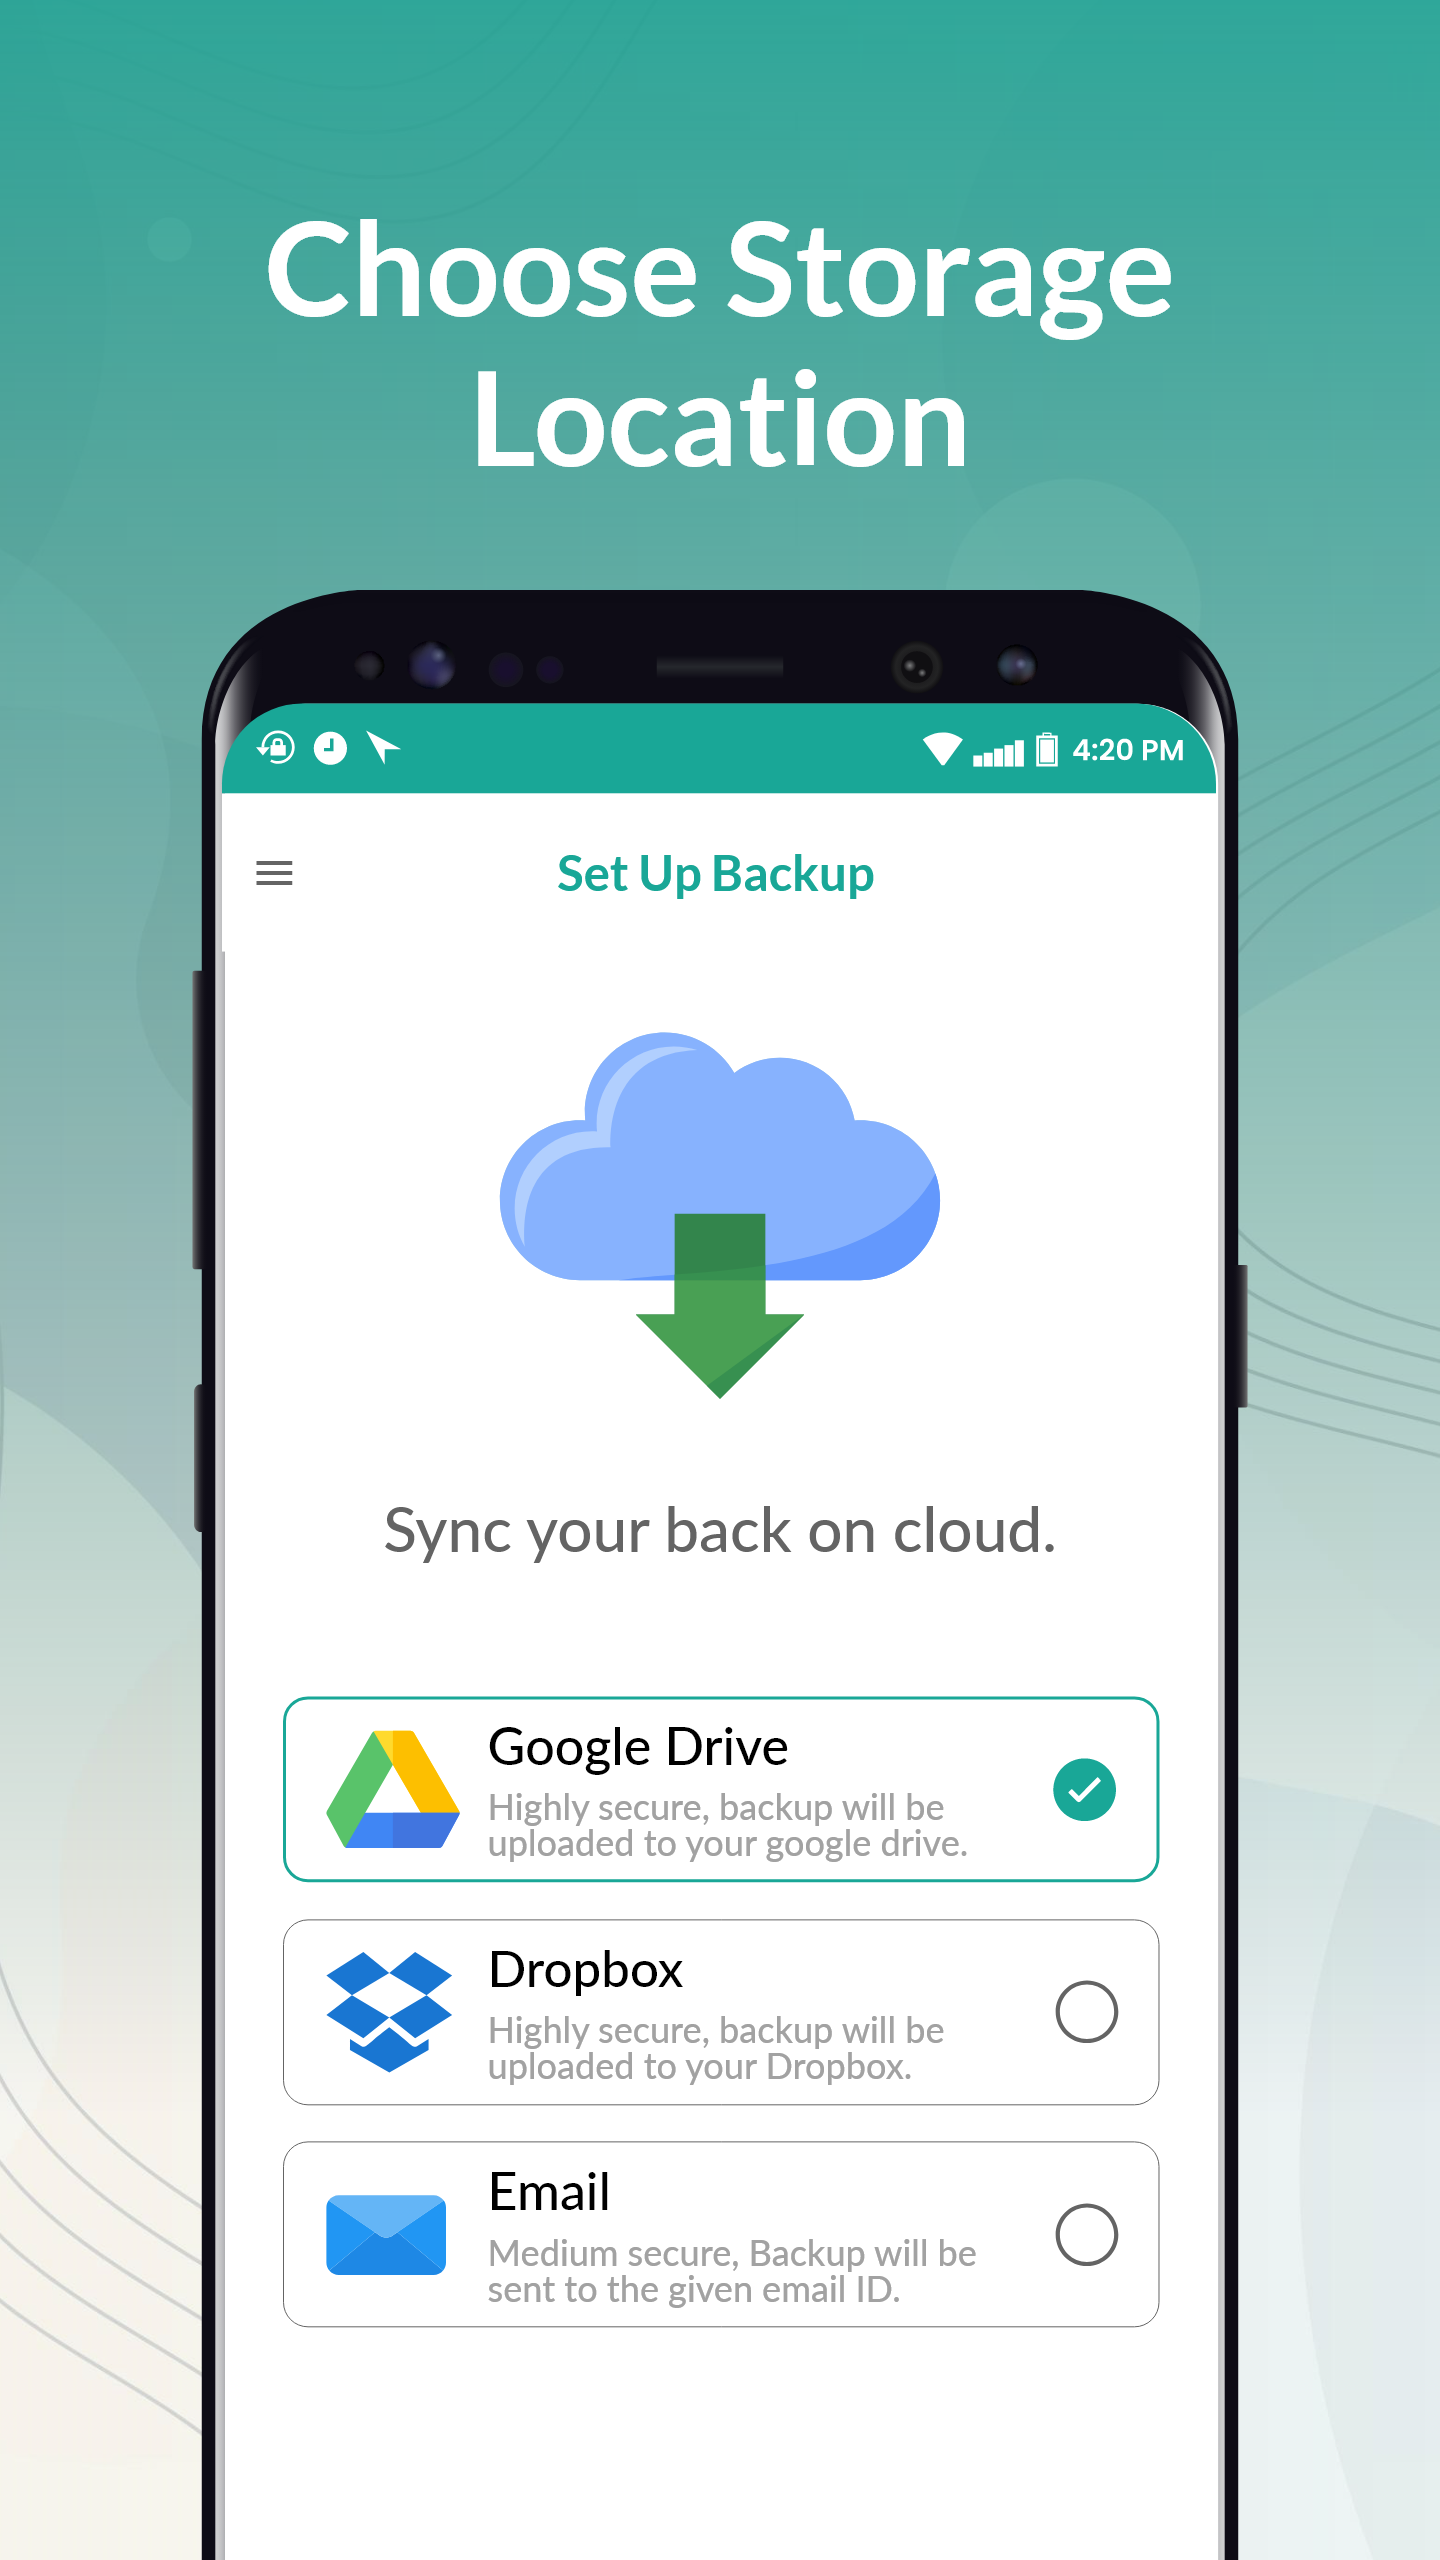 Choose Storage
Location
4:20 PM
Set Up Backup
Sync your back on cloud.
Google Drive
Highly secure, backup will be
uploaded to your google drive.
Dropbox
Highly secure, backup will be
uploaded to your Dropbox.
Email
Medium secure, Backup will be
sent to the given email ID.